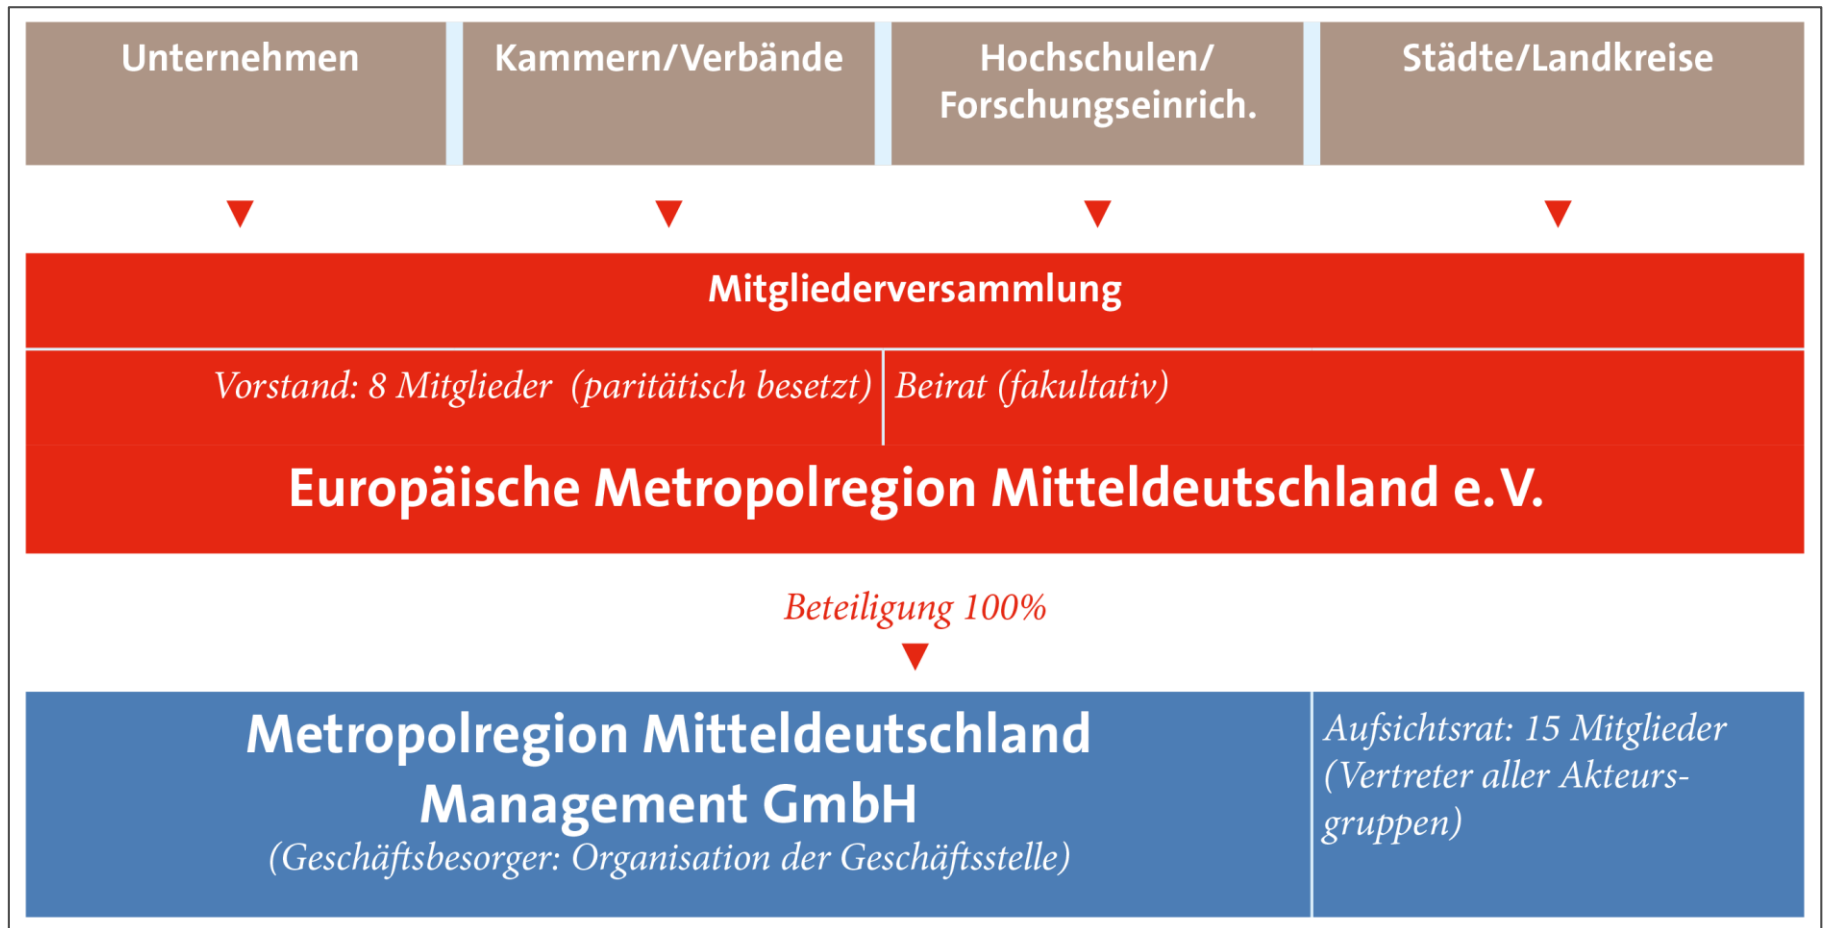 Unternehmen
Kammern/Verbände
Hochschulen/
Forschungseinrich.
Städte/Landkreise
Mitgliederversammlung
Vorstand: 8 Mitglieder (paritätisch besetzt)
Beirat (fakultativ)
Europäische Metropolregion Mitteldeutschland e.V.
Beteiligung 100%
Metropolregion Mitteldeutschland
Management GmbH
(Geschäftsbesorger: Organisation der Geschäftsstelle)
Aufsichtsrat: 15 Mitglieder
(Vertreter aller Akteurs-
gruppen)